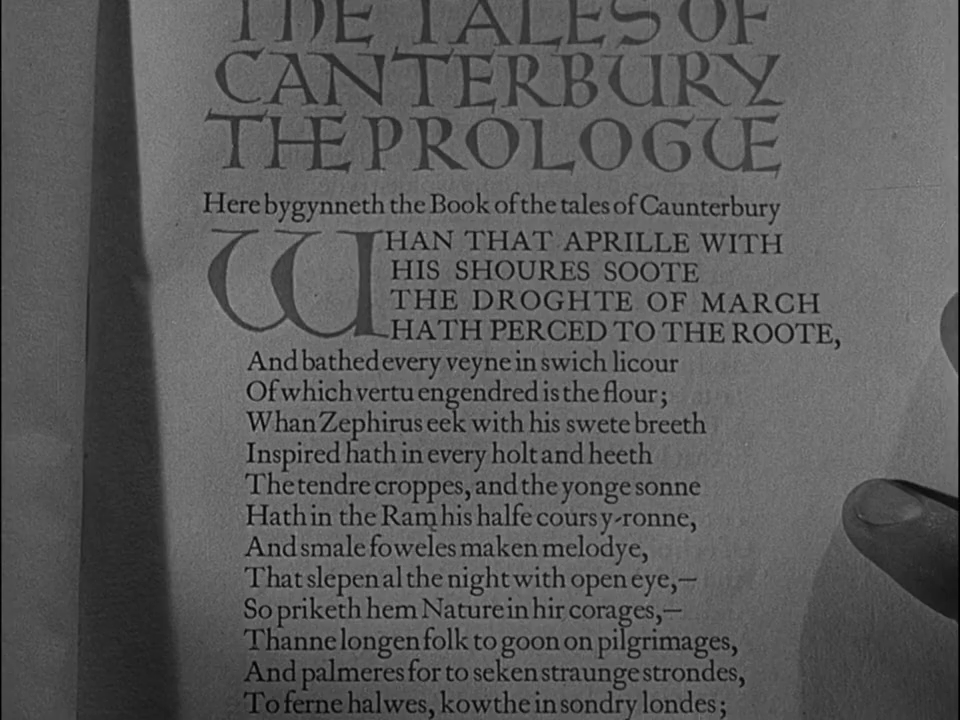 THE TALES OF
CANTERBURY
THE PROLOGUE
Here bygynneth the Book of the tales of Caunterbury
WHAN THAT APRILLE WITH
HIS SHOURES SOOTE
THE DROGHTE OF MARCH
HATH PERCED TO THE ROOTE,
And bathed every veyne in swich licour
Of which vertu engendred is the flour;
Whan Zephirus eek with his swete breeth
Inspired hath in every holt and heeth
The tendre croppes, and the yonge sonne
Hath in the Ram his halfe cours y-ronne,
And smale foweles maken melodye,
That slepen al the night with open eye,—
So priketh hem Nature in hir corages,—
Thanne longen folk to goon on pilgrimages,
And palmeres for to seken straunge strondes,
To ferne halwes, kowthe in sondry londes;